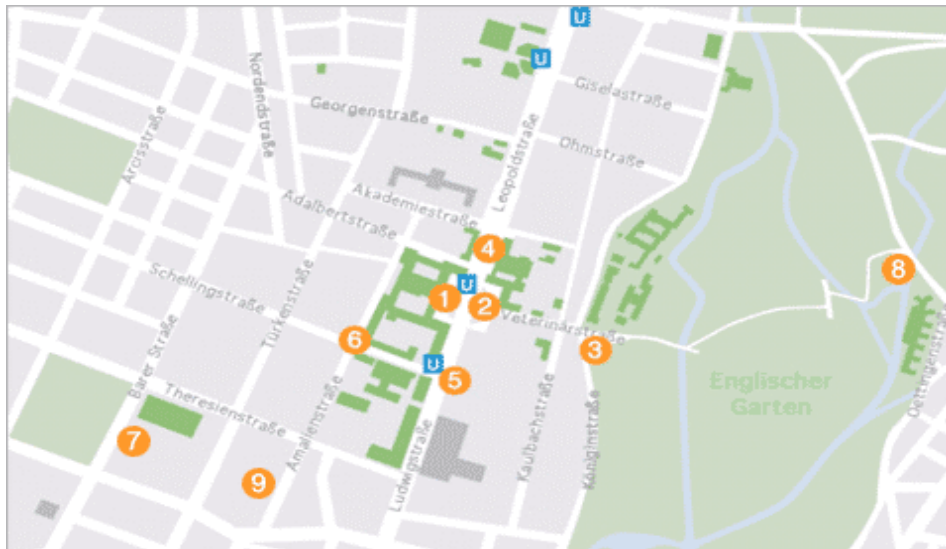 U
U
Giselastraße
Nordendstraße
Georgenstraße
Arcisstraße
Leopoldstraße
Ohmstraße
Akademiestraße
Adalbertstraße
4
8
Schellingstraße
U
1
2
Türkenstraße
Veterinärstraße
6
3
U
5
Barer Straße
Englischer
Garten
Oettingenstraße
Theresienstraße
Amalienstraße
Kaulbachstraße
Königinstraße
7
Ludwigstraße
9